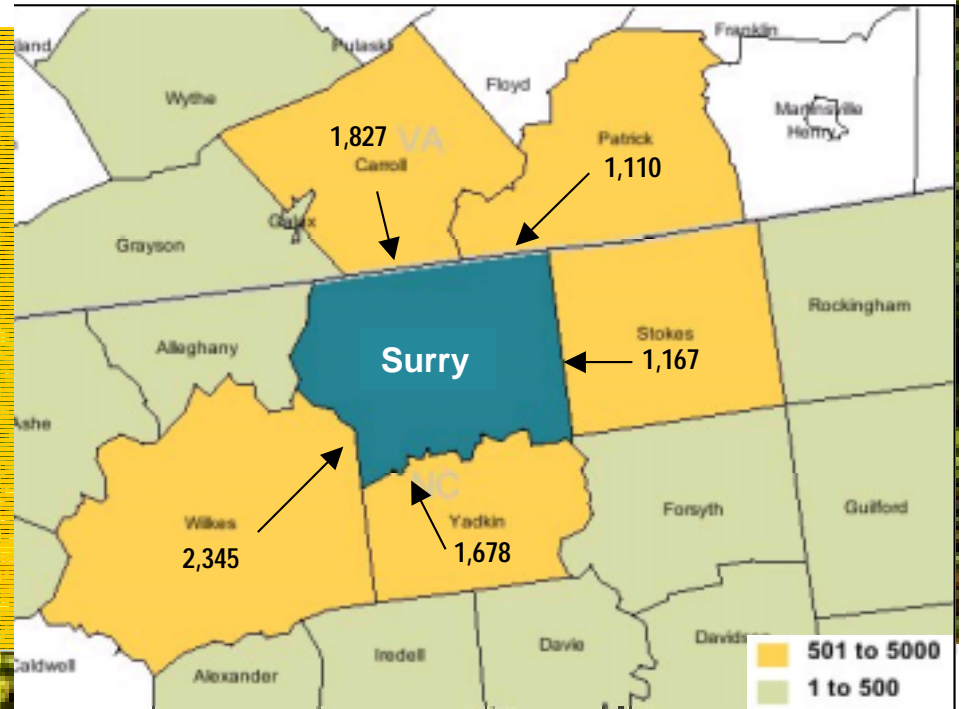 Franklin
Pulaski
Floyd
Wythe
Martinsville
Henry
1,827 VA
Carroll
Patrick
1,110
Galax
Grayson
Rockingham
Stokes
Alleghany
Surry
1,167
Ashe
NC
Wilkes
Yadkin
Forsyth
Guilford
2,345
1,678
Iredell
Davie
Caldwell
Alexander
501 to 5000
1 to 500